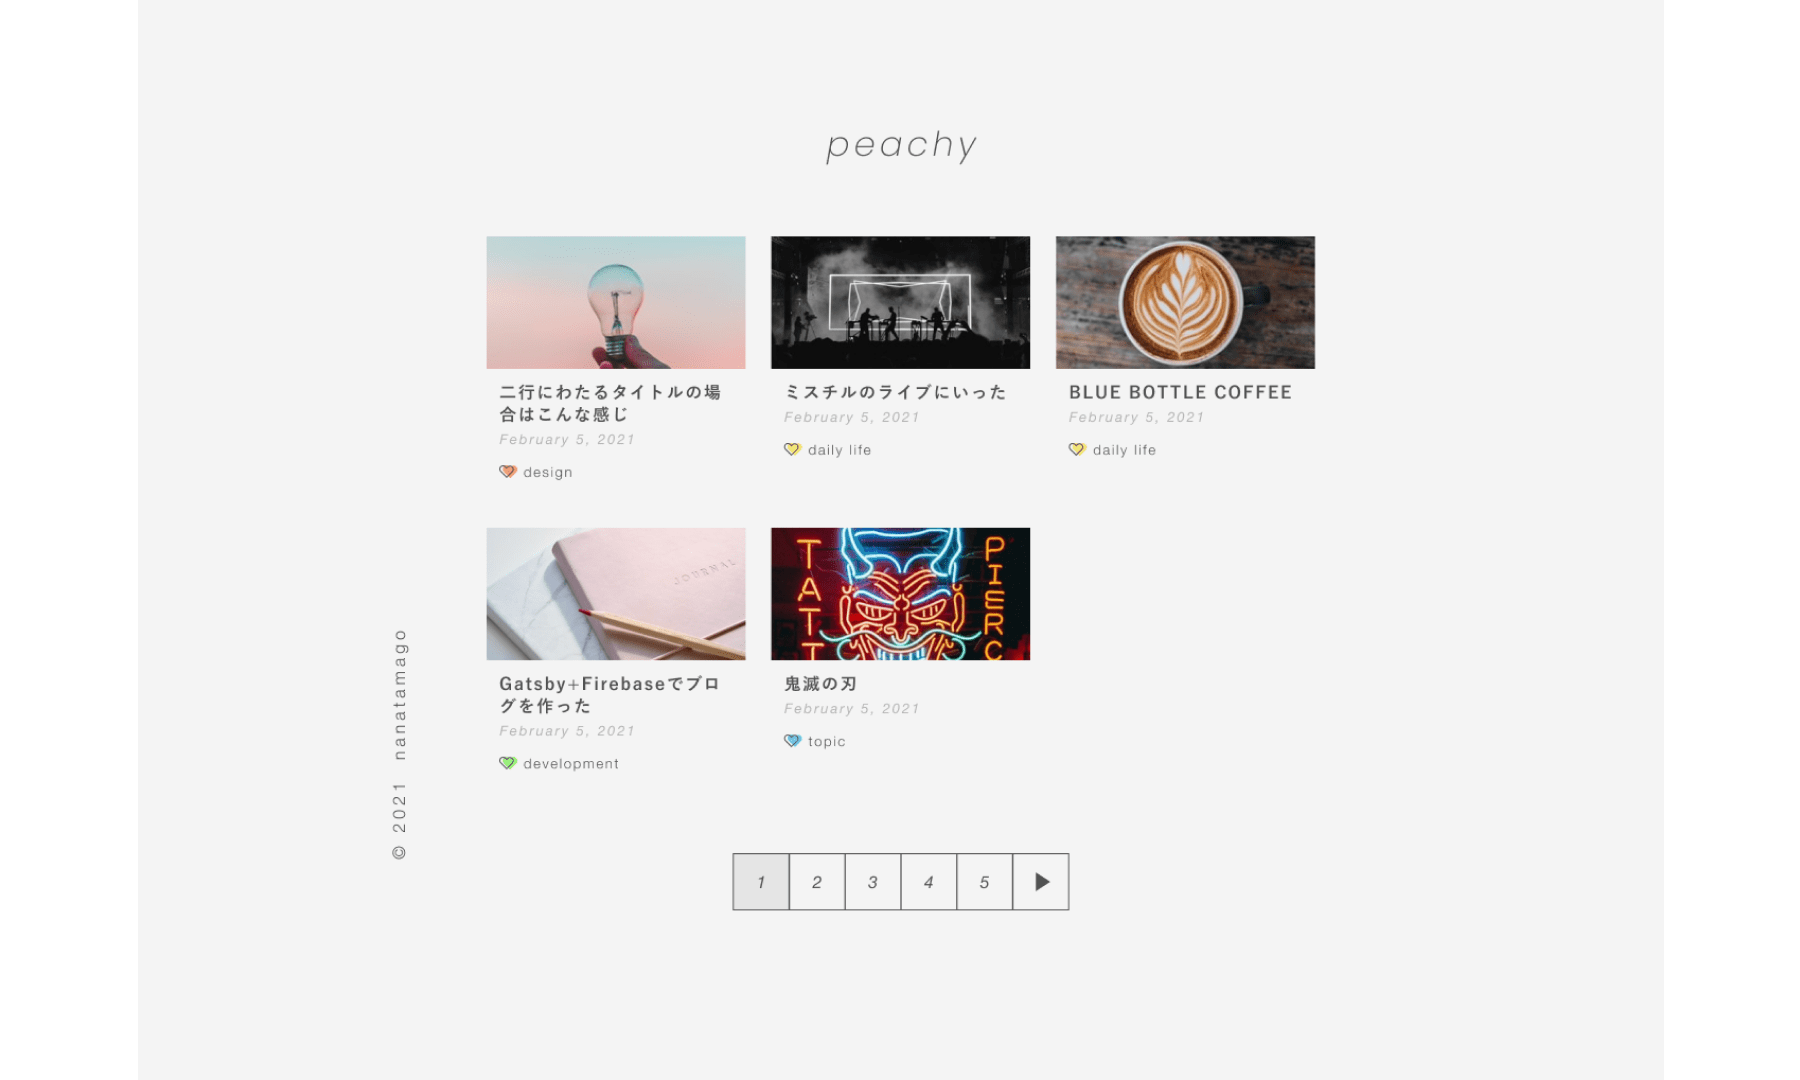 peachy
二行にわたるタイトルの場
合はこんな感じ
February 5, 2021
design
ミスチルのライブにいった
February 5, 2021
daily life
BLUE BOTTLE COFFEE
February 5, 2021
daily life
JOURNAL
Gatsby+Firebaseでブロ
グを作った
February 5, 2021
development
TATT
PIERC
鬼滅の刃
February 5, 2021
topic
© 2021 nanatamago
1 2 3 4 5